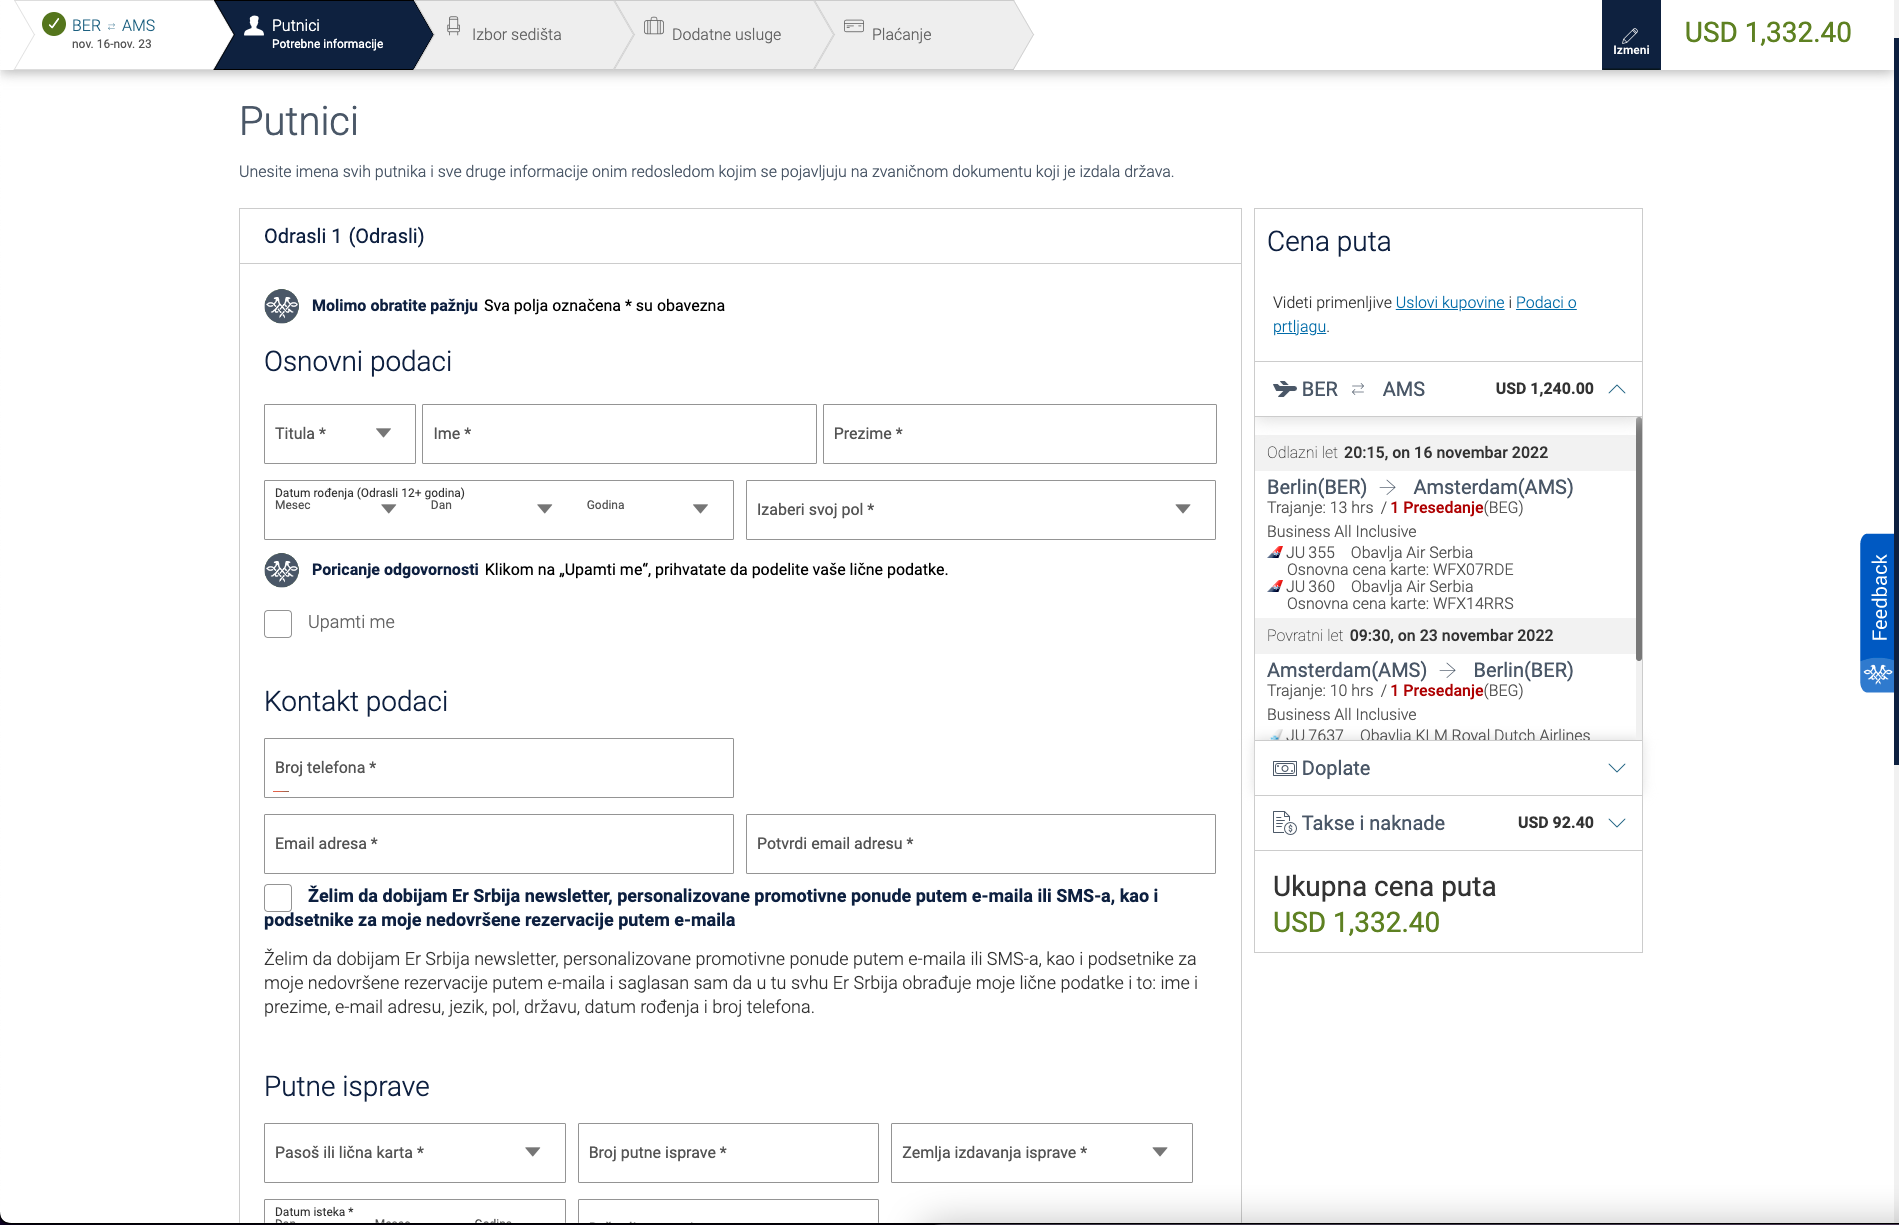 BER ⇄ AMS
nov. 16-nov. 23
Putnici
Potrebne informacije
Izbor sedišta
Dodatne usluge
Plaćanje
Izmeni
USD 1,332.40
Putnici
Unesite imena svih putnika i sve druge informacije onim redosledom kojim se pojavljuju na zvaničnom dokumentu koji je izdala država.
Odrasli 1 (Odrasli)
Molimo obratite pažnju Sva polja označena * su obavezna
Osnovni podaci
Titula *
Ime *
Prezime *
Datum rođenja (Odrasli 12+ godina)
Mesec
Dan
Godina
Izaberi svoj pol *
Poricanje odgovornosti Klikom na „Upamti me“, prihvatate da podelite vaše lične podatke.
Upamti me
Kontakt podaci
Broj telefona *
Email adresa *
Potvrdi email adresu *
Želim da dobijam Er Srbija newsletter, personalizovane promotivne ponude putem e-maila ili SMS-a, kao i
podsetnike za moje nedovršene rezervacije putem e-maila
Želim da dobijam Er Srbija newsletter, personalizovane promotivne ponude putem e-maila ili SMS-a, kao i podsetnike za
moje nedovršene rezervacije putem e-maila i saglasan sam da u tu svhu Er Srbija obrađuje moje lične podatke i to: ime i
prezime, e-mail adresu, jezik, pol, državu, datum rođenja i broj telefona.
Putne isprave
Pasoš ili lična karta *
Broj putne isprave *
Zemlja izdavanja isprave *
Datum isteka *
Cena puta
Videti primenljive Uslovi kupovine i Podaci o
prtljagu.
BER ⇄ AMS
USD 1,240.00
Odlazni let 20:15, on 16 novembar 2022
Berlin(BER) → Amsterdam(AMS)
Trajanje: 13 hrs / 1 Presedanje(BEG)
Business All Inclusive
JU 355 Obavlja Air Serbia
Osnovna cena karte: WFX07RDE
JU 360 Obavlja Air Serbia
Osnovna cena karte: WFX14RRS
Povratni let 09:30, on 23 novembar 2022
Amsterdam(AMS) → Berlin(BER)
Trajanje: 10 hrs / 1 Presedanje(BEG)
Business All Inclusive
JU 7637 Obavlja KLM Royal Dutch Airlines
Doplate
Takse i naknade
USD 92.40
Ukupna cena puta
USD 1,332.40
Feedback